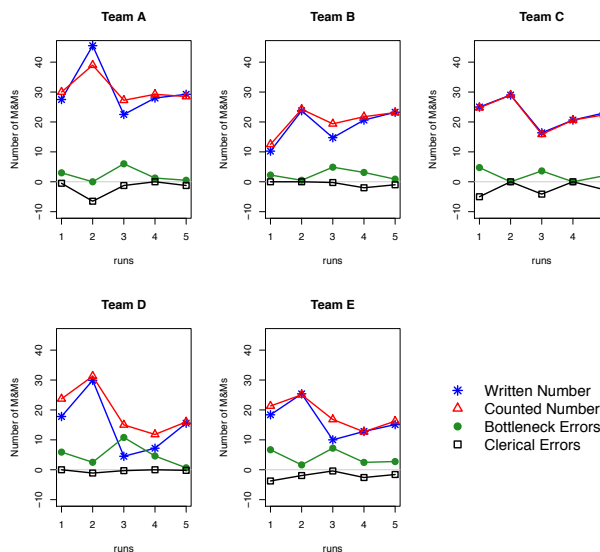 Team A
Team B
Team C
Number of M&Ms
−10 0 10 20 30 40
1 2 3 4 5
runs
Number of M&Ms
−10 0 10 20 30 40
1 2 3 4 5
runs
Number of M&Ms
−10 0 10 20 30 40
1 2 3 4
runs
Team D
Team E
Number of M&Ms
−10 0 10 20 30 40
1 2 3 4 5
runs
Number of M&Ms
−10 0 10 20 30 40
1 2 3 4 5
runs
Written Number
Counted Number
Bottleneck Errors
Clerical Errors